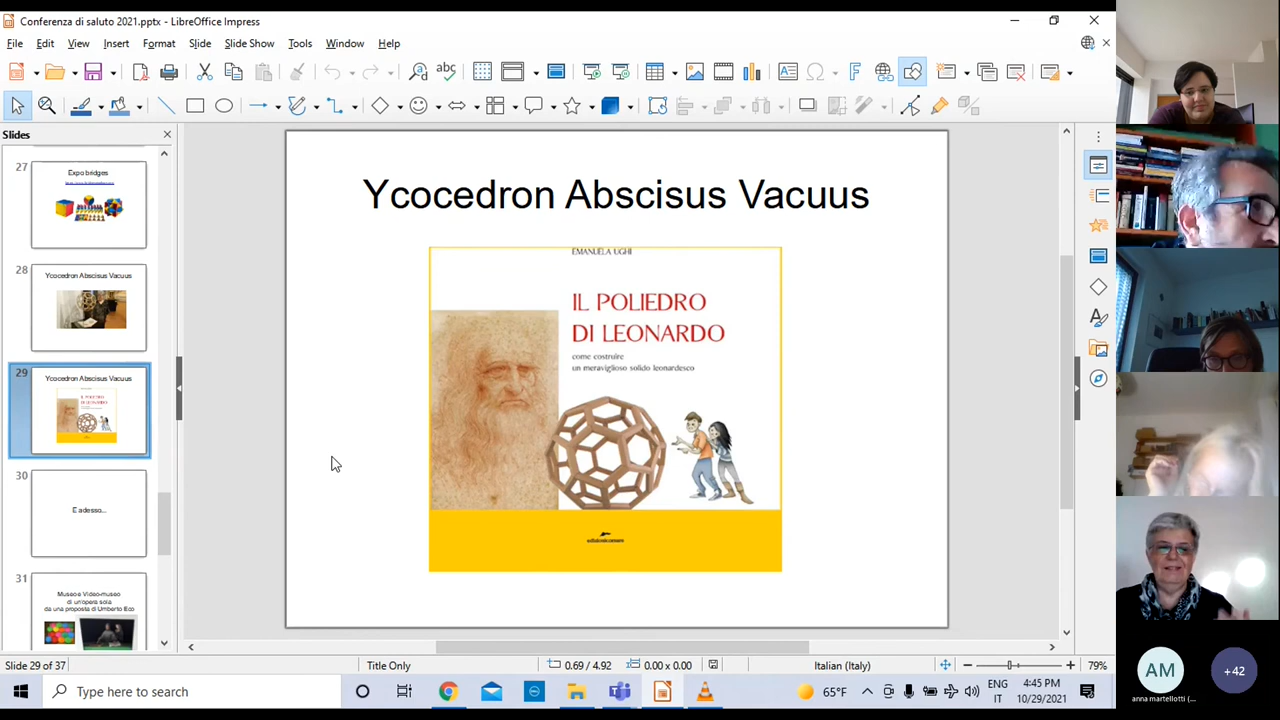 Conferenza di saluto 2021.pptx - LibreOffice Impress
File Edit View Insert Format Slide Slide Show Tools Window Help
Slides
27
Expo bridges
28
Ycocedron Abscisus Vacuus
29
Ycocedron Abscisus Vacuus
30
E adesso...
31
Museo e Video-museo
di un'opera sola
da una proposta di Umberto Eco
Ycocedron Abscisus Vacuus
EMANUELA UGHI
IL POLIEDRO
DI LEONARDO
come costruire
un meraviglioso solido leonardesco
Slide 29 of 37
Title Only
0.69 / 4.92
0.00 x 0.00
Italian (Italy)
79%
Type here to search
65°F
ENG
IT
4:45 PM
10/29/2021
AM
anna martellotti (...
+42